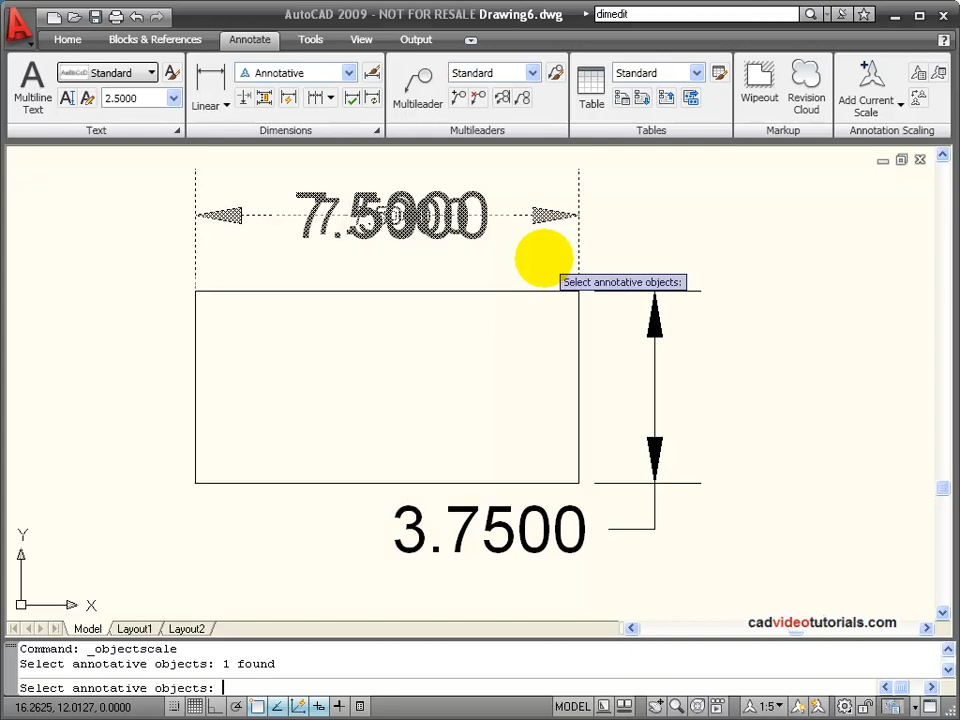 AutoCAD 2009 - NOT FOR RESALE Drawing6.dwg
dimedit
Home Blocks & References Annotate Tools View Output
Standard
2.5000
Multiline Text
Text
Linear
Annotative
Dimensions
Multileader
Standard
Multileaders
Table
Standard
Tables
Wipeout
Revision Cloud
Markup
Add Current Scale
Annotation Scaling
7.5000
Select annotative objects:
3.7500
Y
X
Model Layout1 Layout2
cadvideotutorials.com
Command: _objectscale
Select annotative objects: 1 found
Select annotative objects:
16.2625, 12.0127, 0.0000
MODEL
1:5